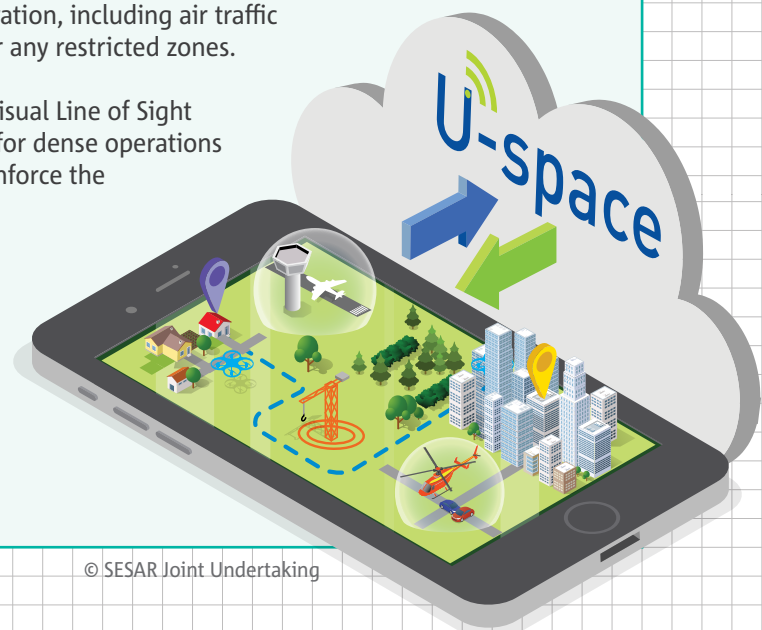 ation, including air traffic
r any restricted zones.
isual Line of Sight
for dense operations
nforce the
U-space
© SESAR Joint Undertaking